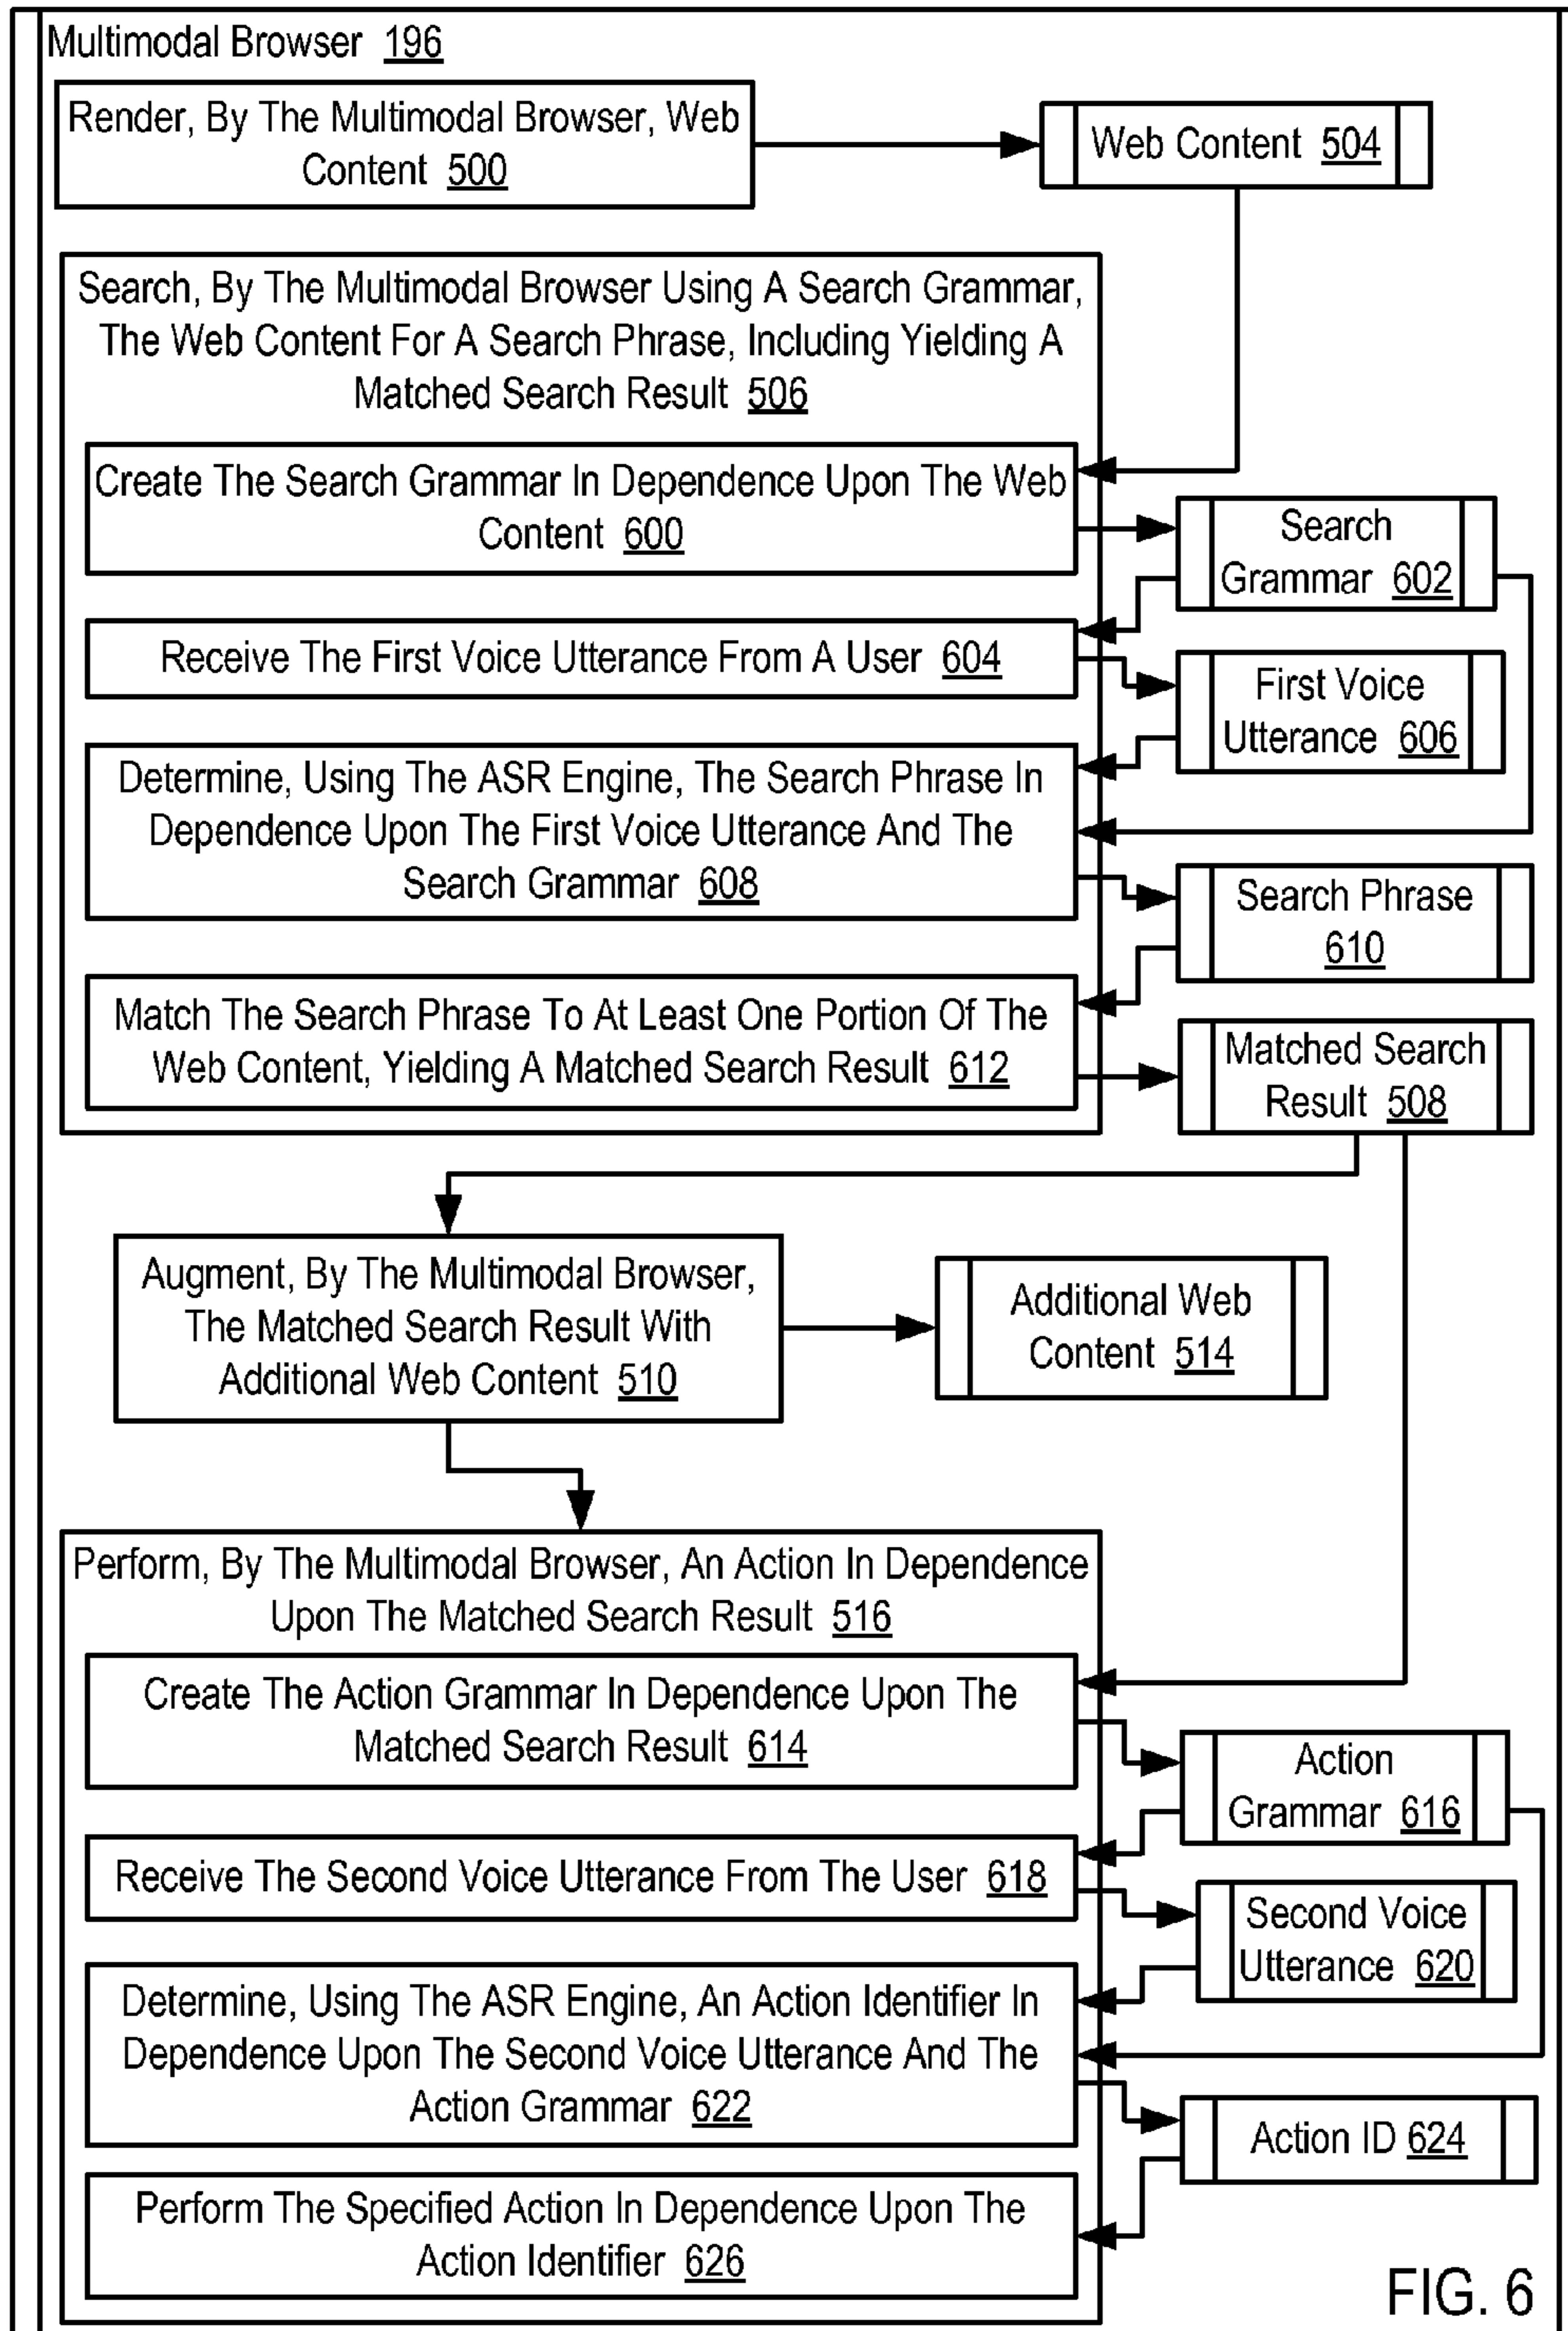 Multimodal Browser 196
Render, By The Multimodal Browser, Web
Content 500
Web Content 504
Search, By The Multimodal Browser Using A Search Grammar,
The Web Content For A Search Phrase, Including Yielding A
Matched Search Result 506
Create The Search Grammar In Dependence Upon The Web
Content 600
Search
Grammar 602
Receive The First Voice Utterance From A User 604
First Voice
Utterance 606
Determine, Using The ASR Engine, The Search Phrase In
Dependence Upon The First Voice Utterance And The
Search Grammar 608
Search Phrase
610
Match The Search Phrase To At Least One Portion Of The
Web Content, Yielding A Matched Search Result 612
Matched Search
Result 508
Augment, By The Multimodal Browser,
The Matched Search Result With
Additional Web Content 510
Additional Web
Content 514
Perform, By The Multimodal Browser, An Action In Dependence
Upon The Matched Search Result 516
Create The Action Grammar In Dependence Upon The
Matched Search Result 614
Action
Grammar 616
Receive The Second Voice Utterance From The User 618
Second Voice
Utterance 620
Determine, Using The ASR Engine, An Action Identifier In
Dependence Upon The Second Voice Utterance And The
Action Grammar 622
Action ID 624
Perform The Specified Action In Dependence Upon The
Action Identifier 626
FIG. 6